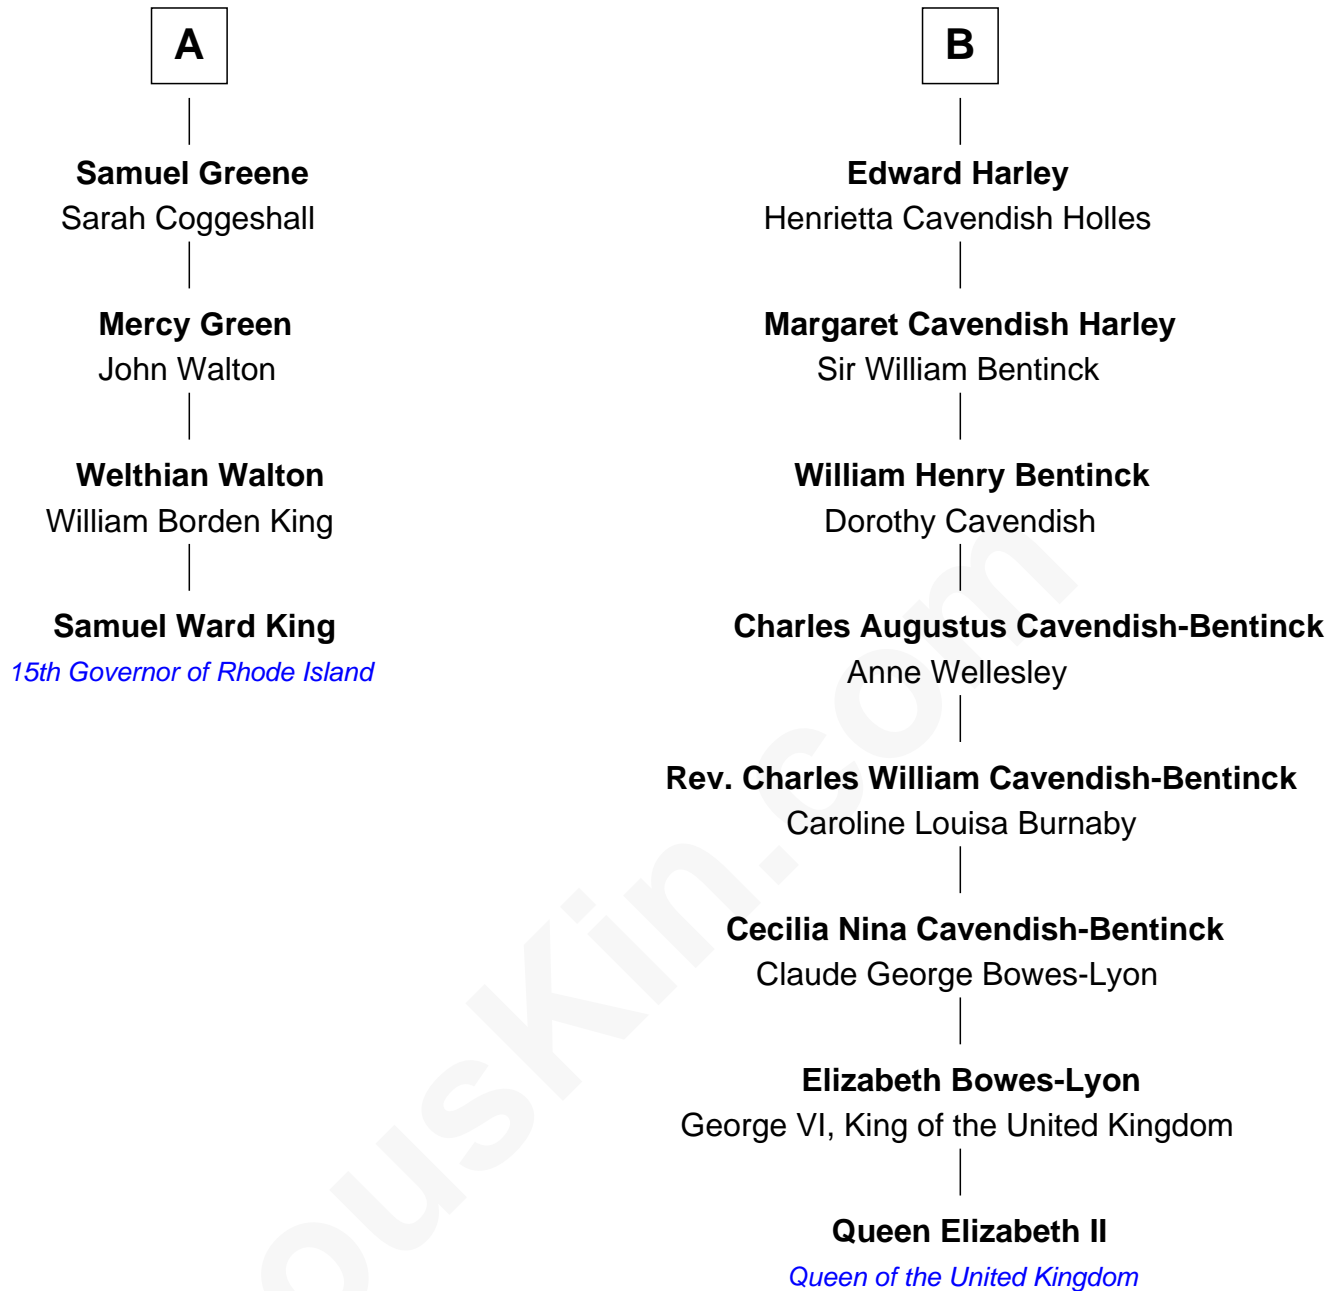 A
Samuel Greene
Sarah Coggeshall
Mercy Green
John Walton
Welthian Walton
William Borden King
Samuel Ward King
15th Governor of Rhode Island
B
Edward Harley
Henrietta Cavendish Holles
Margaret Cavendish Harley
Sir William Bentinck
William Henry Bentinck
Dorothy Cavendish
Charles Augustus Cavendish-Bentinck
Anne Wellesley
Rev. Charles William Cavendish-Bentinck
Caroline Louisa Burnaby
Cecilia Nina Cavendish-Bentinck
Claude George Bowes-Lyon
Elizabeth Bowes-Lyon
George VI, King of the United Kingdom
Queen Elizabeth II
Queen of the United Kingdom
ousKin.com